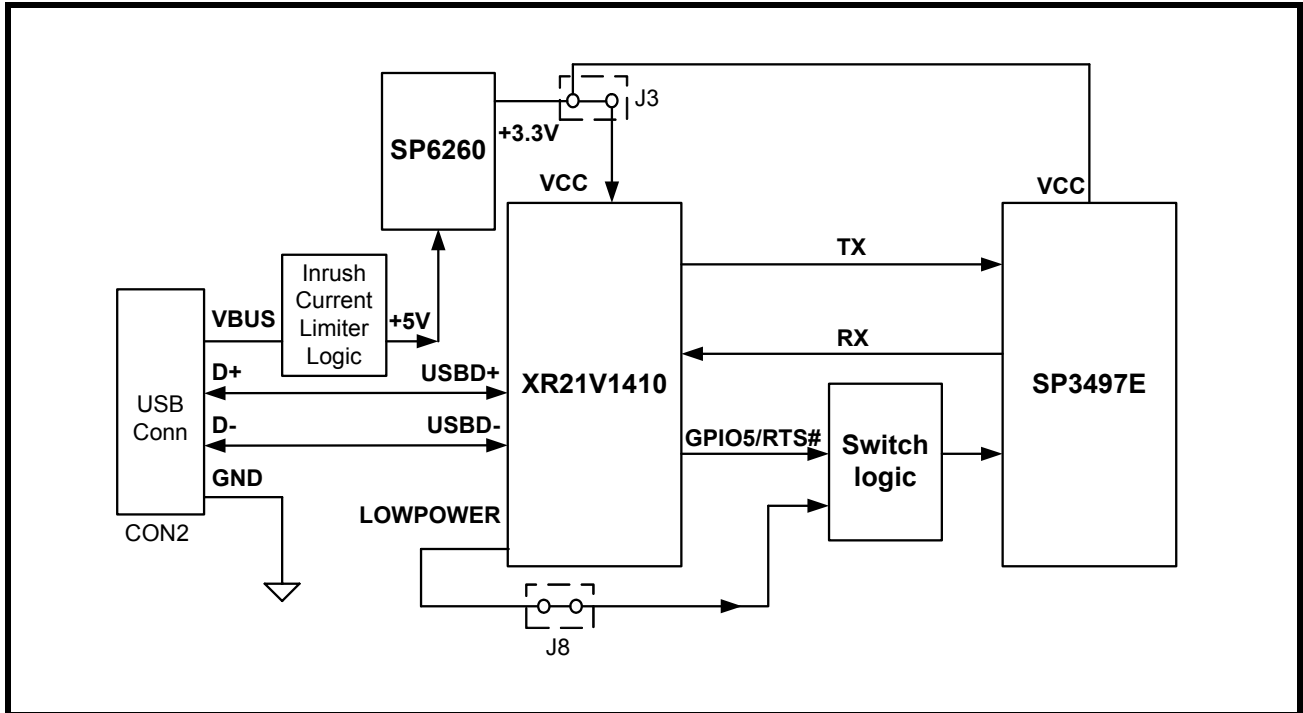 J3
+3.3V
SP6260
VCC
VCC
TX
Inrush
Current
Limiter
Logic
VBUS
+5V
RX
D+
USBD+
XR21V1410
SP3497E
USB
Conn
D-
USBD-
GPIO5/RTS#
Switch
logic
GND
LOWPOWER
CON2
J8